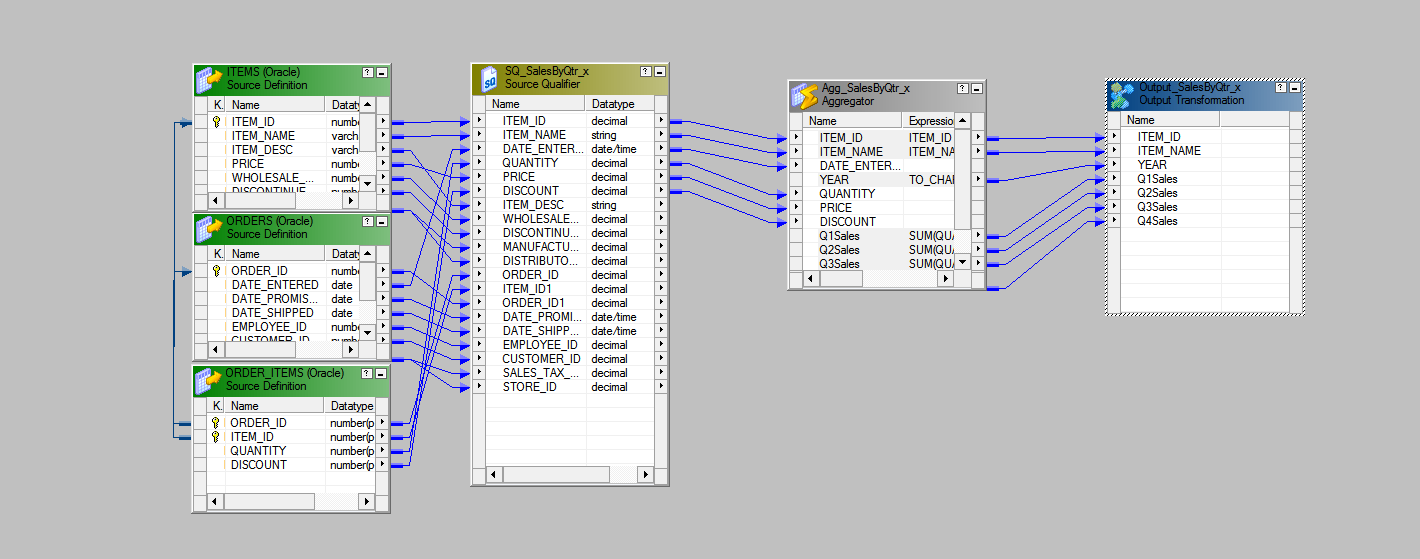 ITEMS (Oracle)
Source Definition
K. Name Dataty
ITEM_ID numbe
ITEM_NAME varch
ITEM_DESC varch
PRICE numbe
WHOLESALE_... numbe
DISCONTINUE
ORDERS (Oracle)
Source Definition
K. Name Dataty
ORDER_ID numbe
DATE_ENTERED date
DATE_PROMIS... date
DATE_SHIPPED date
EMPLOYEE_ID numbe
CUSTOMER_ID numbe
ORDER_ITEMS (Oracle)
Source Definition
K. Name Datatype
ORDER_ID number(p
ITEM_ID number(p
QUANTITY number(p
DISCOUNT number(p
SQ_SalesByQtr_x
Source Qualifier
Name Datatype
ITEM_ID decimal
ITEM_NAME string
DATE_ENTER... date/time
QUANTITY decimal
PRICE decimal
DISCOUNT decimal
ITEM_DESC string
WHOLESALE... decimal
DISCONTINU... decimal
MANUFACTU... decimal
DISTRIBUTO... decimal
ORDER_ID decimal
ITEM_ID1 decimal
ORDER_ID1 decimal
DATE_PROMI... date/time
DATE_SHIPP... date/time
EMPLOYEE_ID decimal
CUSTOMER_ID decimal
SALES_TAX_... decimal
STORE_ID decimal
Agg_SalesByQtr_x
Aggregator
Name Expressio
ITEM_ID ITEM_ID
ITEM_NAME ITEM_NA
DATE_ENTER...
YEAR TO_CHA
QUANTITY
PRICE
DISCOUNT
Q1Sales SUM(QUA
Q2Sales SUM(QUA
Q3Sales SUM(QUA
Output_SalesByQtr_x
Output Transformation
Name
ITEM_ID
ITEM_NAME
YEAR
Q1Sales
Q2Sales
Q3Sales
Q4Sales